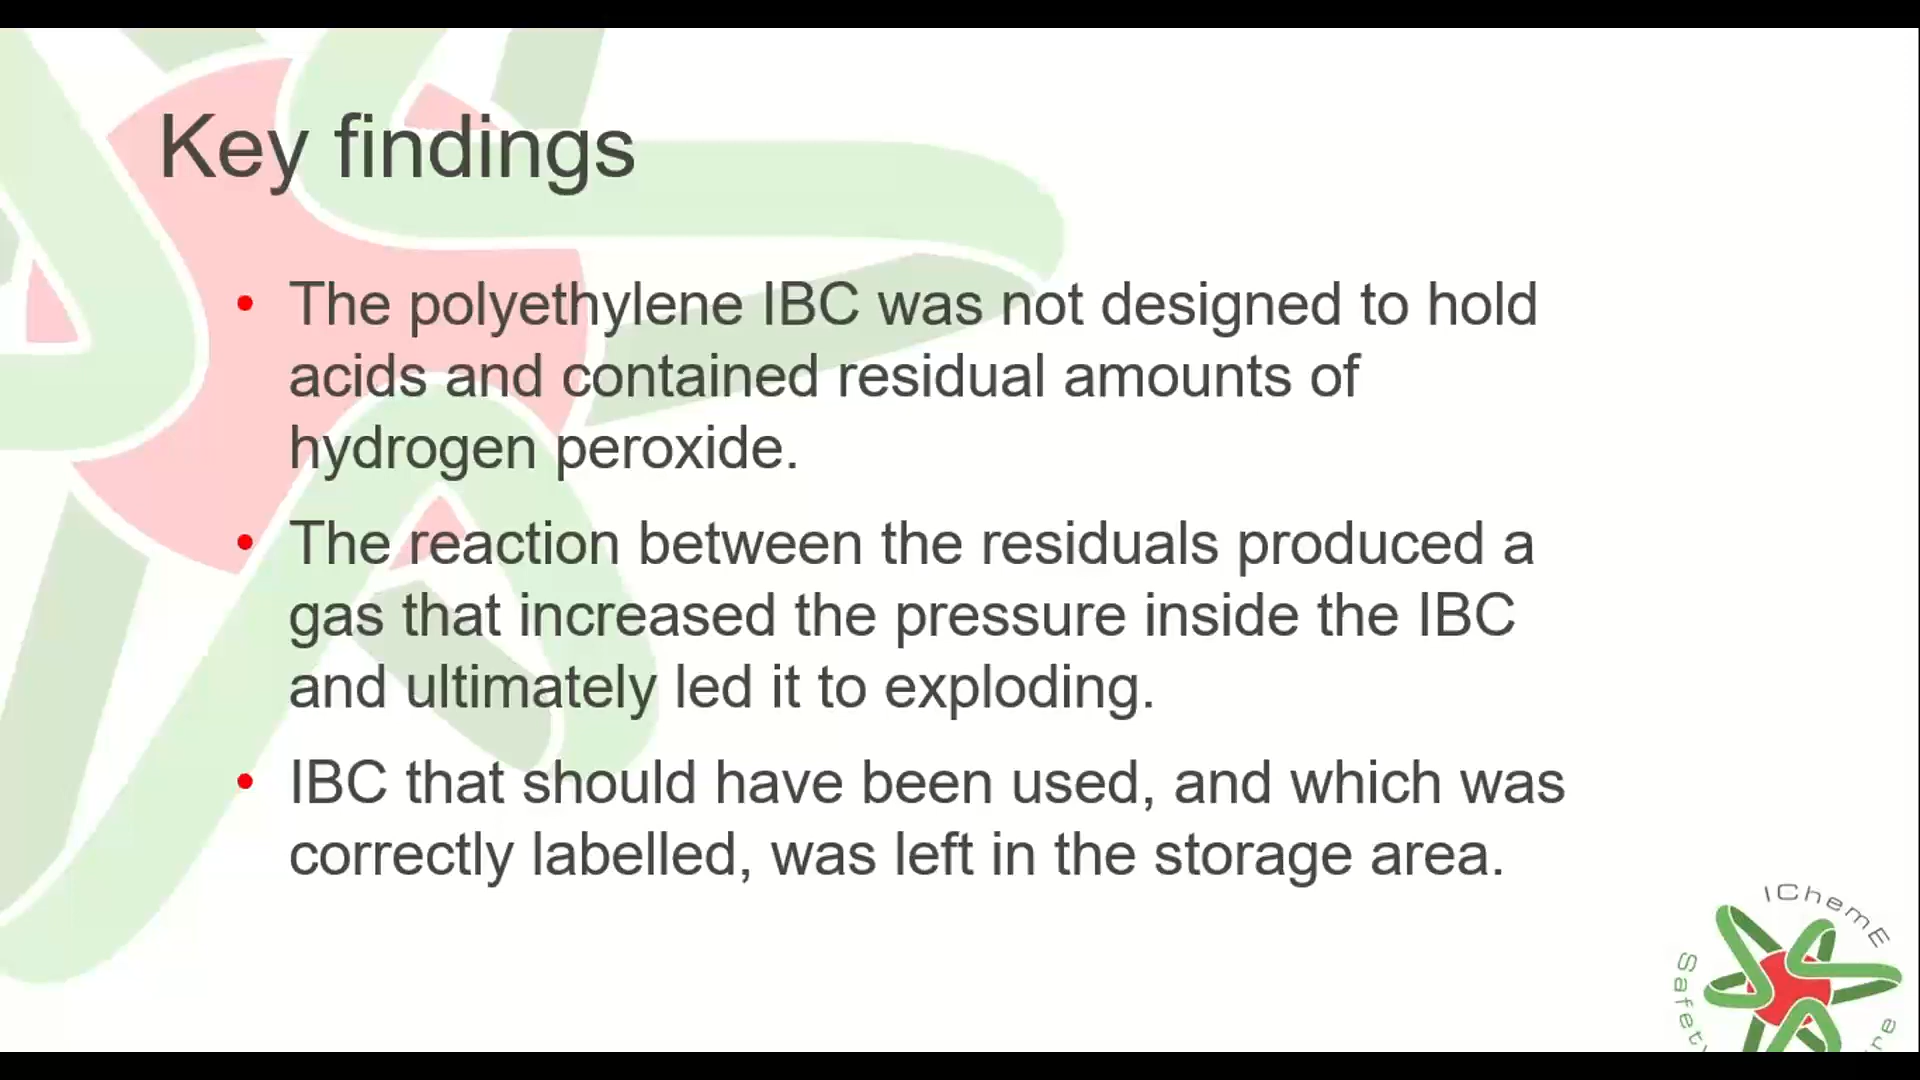 Key findings
• The polyethylene IBC was not designed to hold
acids and contained residual amounts of
hydrogen peroxide.
• The reaction between the residuals produced a
gas that increased the pressure inside the IBC
and ultimately led it to exploding.
• IBC that should have been used, and which was
correctly labelled, was left in the storage area.
IChemE